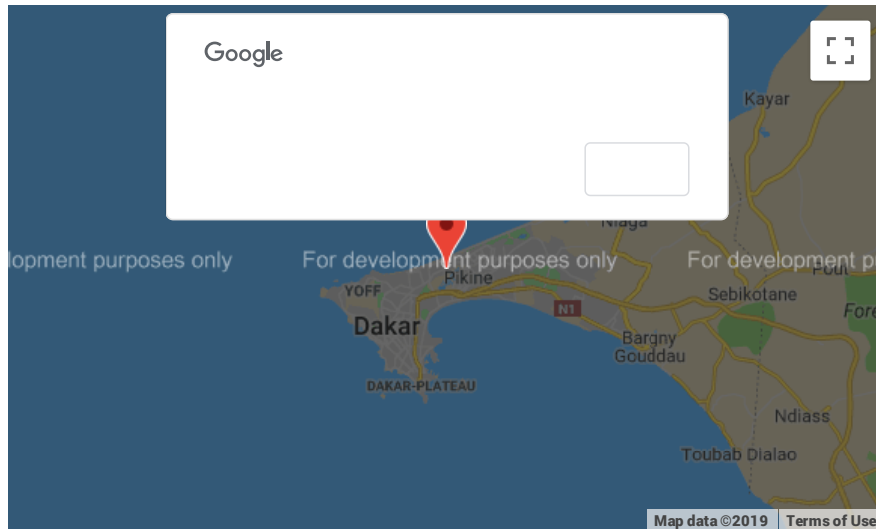 Google
Kayar
Niaga
lopment purposes only
For development purposes only
For development p
Pout
Pikine
YOFF
Sebikotane
Fore
N1
Dakar
Bargny
Gouddau
DAKAR-PLATEAU
Ndiass
Toubab Dialao
Map data ©2019
Terms of Use